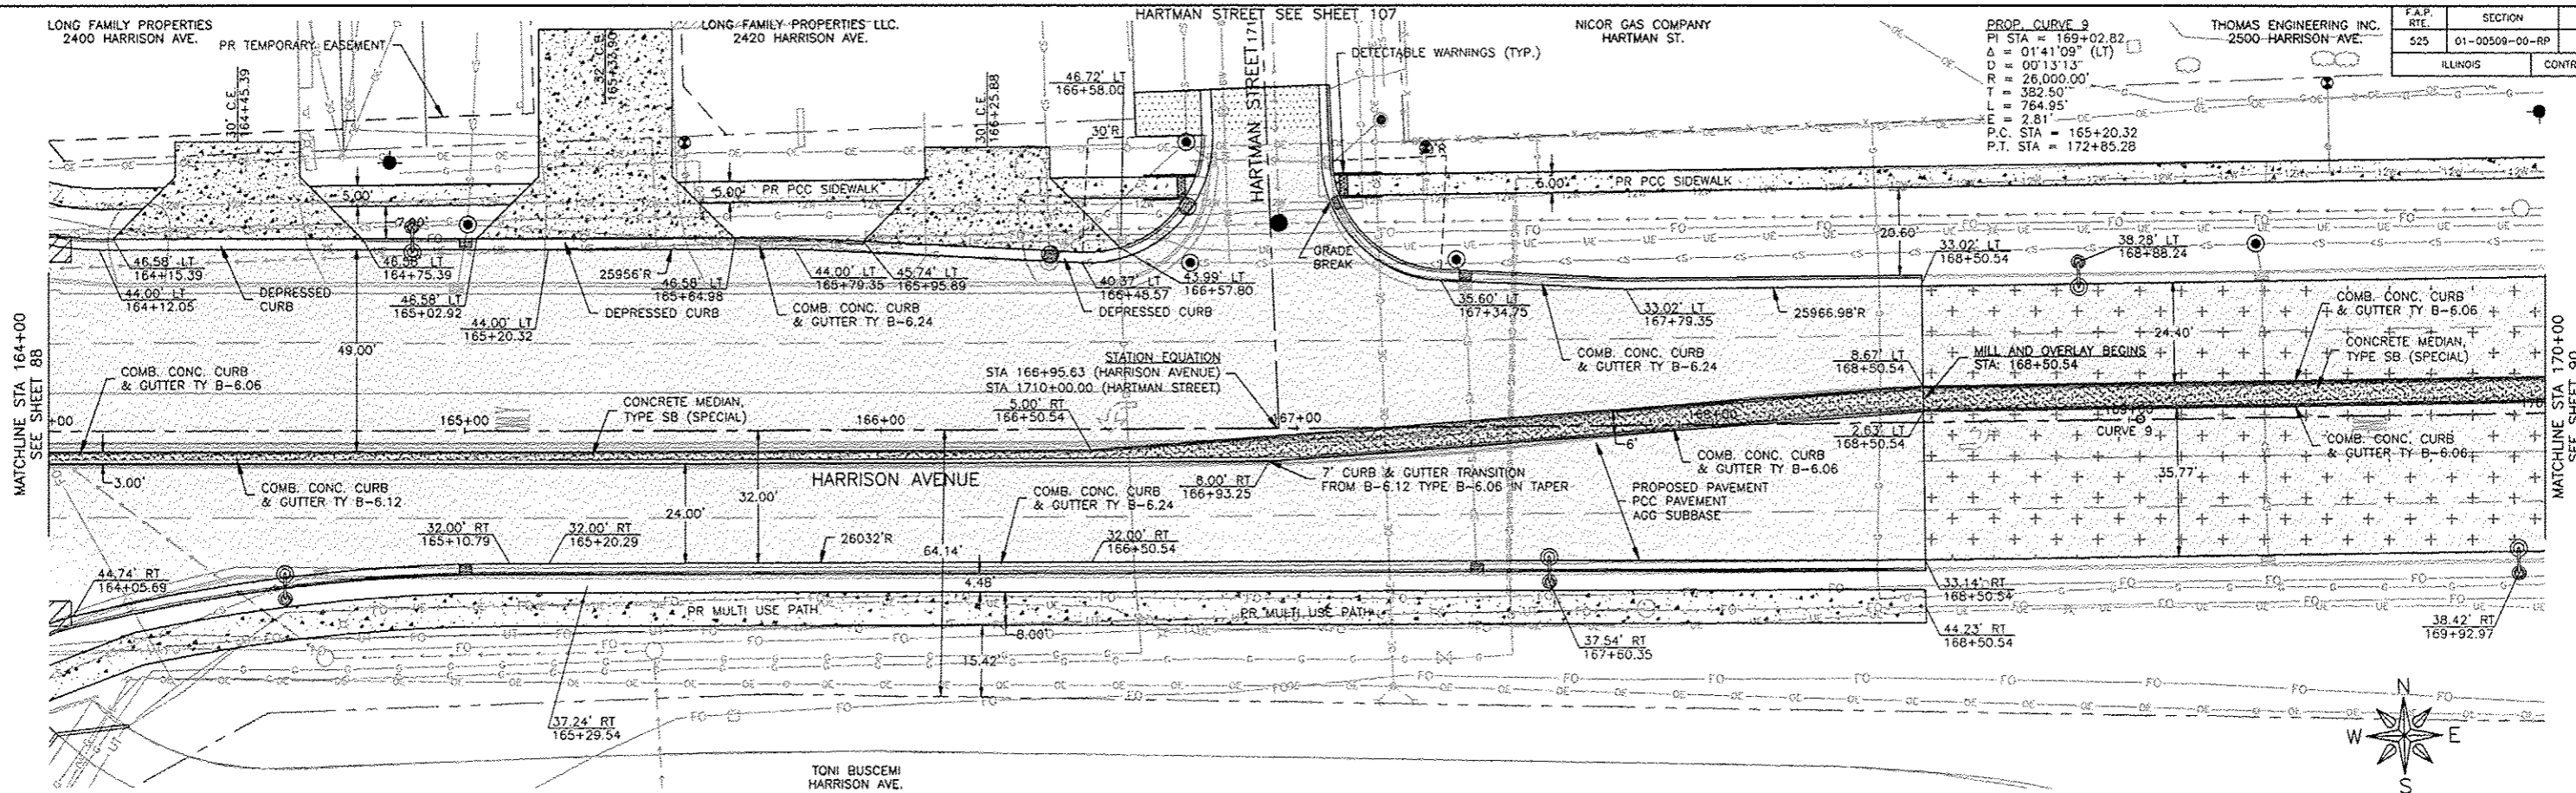 LONG FAMILY PROPERTIES
2400 HARRISON AVE.
PR TEMPORARY EASEMENT
LONG FAMILY PROPERTIES LLC.
2420 HARRISON AVE.
HARTMAN STREET SEE SHEET 107
NICOR GAS COMPANY
HARTMAN ST.
DETECTABLE WARNINGS (TYP.)
PROP. CURVE 9
PI STA = 169+02.82
Δ = 01°41'09" (LT)
D = 00°13'13"
R = 26,000.00'
T = 382.50'
L = 764.95'
E = 2.81'
P.C. STA = 165+20.32
P.T. STA = 172+85.28
THOMAS ENGINEERING INC.
2500 HARRISON AVE.
F.A.P.
RTE.
SECTION
525
01-00509-00-RP
ILLINOIS
30' C.E.
164+45.39
32' C.E.
165+33.90
30' C.E.
166+25.88
46.72' LT
166+58.00
30'R
HARTMAN STREET
5.00'
7.00'
5.00'
PR PCC SIDEWALK
PR PCC SIDEWALK
20.60'
46.58' LT
164+15.39
44.00' LT
164+12.05
DEPRESSED
CURB
46.58' LT
164+75.39
46.58' LT
165+02.92
44.00' LT
165+20.32
25956'R
DEPRESSED CURB
46.58' LT
165+64.98
44.00' LT
165+79.35
45.74' LT
165+95.89
COMB. CONC. CURB
& GUTTER TY B-6.24
40.37' LT
166+48.57
43.99' LT
166+57.80
DEPRESSED CURB
GRADE
BREAK
35.60' LT
167+34.75
33.02' LT
167+79.35
25966.98'R
33.02' LT
168+50.54
38.28' LT
168+88.24
COMB. CONC. CURB
& GUTTER TY B-6.06
CONCRETE MEDIAN,
TYPE SB (SPECIAL)
24.40'
MATCHLINE STA 164+00
SEE SHEET 88
49.00'
COMB. CONC. CURB
& GUTTER TY B-6.06
STATION EQUATION
STA 166+95.63 (HARRISON AVENUE)
STA 1710+00.00 (HARTMAN STREET)
COMB. CONC. CURB
& GUTTER TY B-6.24
8.67' LT
168+50.54
MILL AND OVERLAY BEGINS
STA: 168+50.54
MATCHLINE STA 170+00
SEE SHEET 90
CONCRETE MEDIAN,
TYPE SB (SPECIAL)
5.00' RT
166+50.54
+00
165+00
166+00
167+00
168+00
2.63' LT
168+50.54
CURVE 9
6'
COMB. CONC. CURB
& GUTTER TY B-6.06
COMB. CONC. CURB
& GUTTER TY B-6.06
3.00'
COMB. CONC. CURB
& GUTTER TY B-6.12
HARRISON AVENUE
32.00'
24.00'
COMB. CONC. CURB
& GUTTER TY B-6.24
8.00' RT
166+93.25
7' CURB & GUTTER TRANSITION
FROM B-6.12 TYPE B-6.06 IN TAPER
PROPOSED PAVEMENT
PCC PAVEMENT
AGG SUBBASE
35.77'
32.00' RT
165+10.79
32.00' RT
165+20.29
26032'R
64.14'
32.00' RT
166+50.54
44.74' RT
164+05.69
4.48'
33.14' RT
168+50.54
PR MULTI USE PATH
PR MULTI USE PATH
8.00'
15.42'
37.54' RT
167+60.35
44.23' RT
168+50.54
38.42' RT
169+92.97
37.24' RT
165+29.54
TONI BUSCEMI
HARRISON AVE.
N
W
E
S